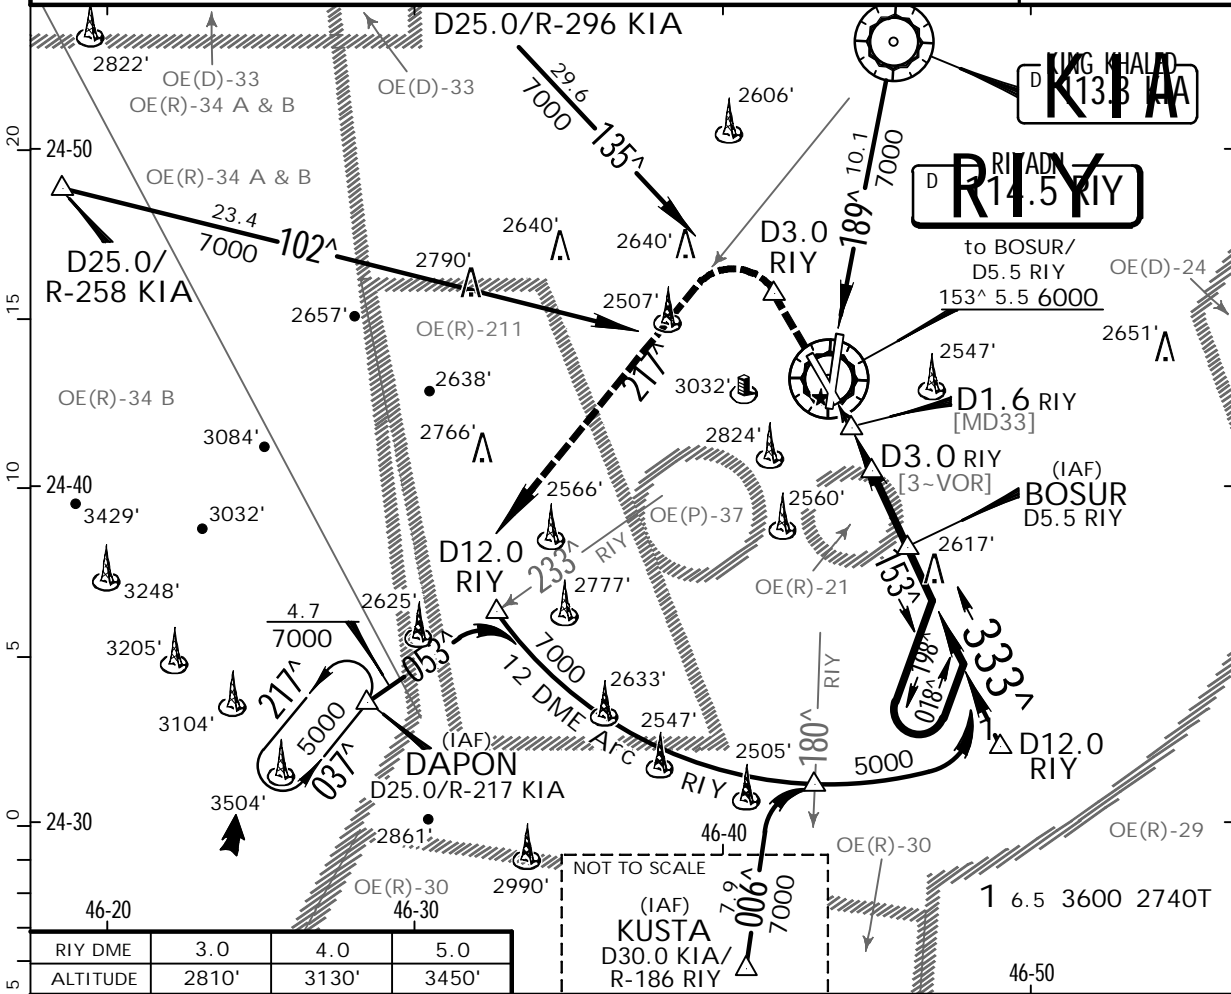 D25.0/R-296 KIA
2822'
OE(D)-33
OE(R)-34 A & B
OE(D)-33
29.6
7000
135^
2606'
10.1
7000
189^
D
KING KHALED
113.3 KIA
KIA
D
RIYADH
114.5 RIY
RIY
20
24-50
OE(R)-34 A & B
23.4
7000
102^
D25.0/
R-258 KIA
2640'
2640'
2790'
D3.0
RIY
to BOSUR/
D5.5 RIY
153^ 5.5 6000
OE(D)-24
15
2657'
OE(R)-211
2507'
217^
2651'
2547'
OE(R)-34 B
2638'
3032'
D1.6 RIY
[MD33]
3084'
2766'
2824'
D3.0 RIY
[3~VOR]
(IAF)
BOSUR
D5.5 RIY
10
24-40
3429'
3032'
2566'
OE(P)-37
2560'
2617'
3248'
D12.0
RIY
233^
RIY
2777'
OE(R)-21
153^
4.7
7000
2625'
053^
5
3205'
7000
12 DME Arc RIY
RIY
198^
018^
333^
3104'
217^
5000
037^
2633'
2547'
(IAF)
DAPON
D25.0/R-217 KIA
2505'
180^
5000
D12.0
RIY
3504'
0
24-30
2861'
46-40
OE(R)-29
OE(R)-30
OE(R)-30
2990'
NOT TO SCALE
(IAF)
KUSTA
D30.0 KIA/
R-186 RIY
7.9
006^
7000
1 6.5 3600 2740T
46-20
46-30
46-50
5
RIY DME 3.0 4.0 5.0
ALTITUDE 2810' 3130' 3450'